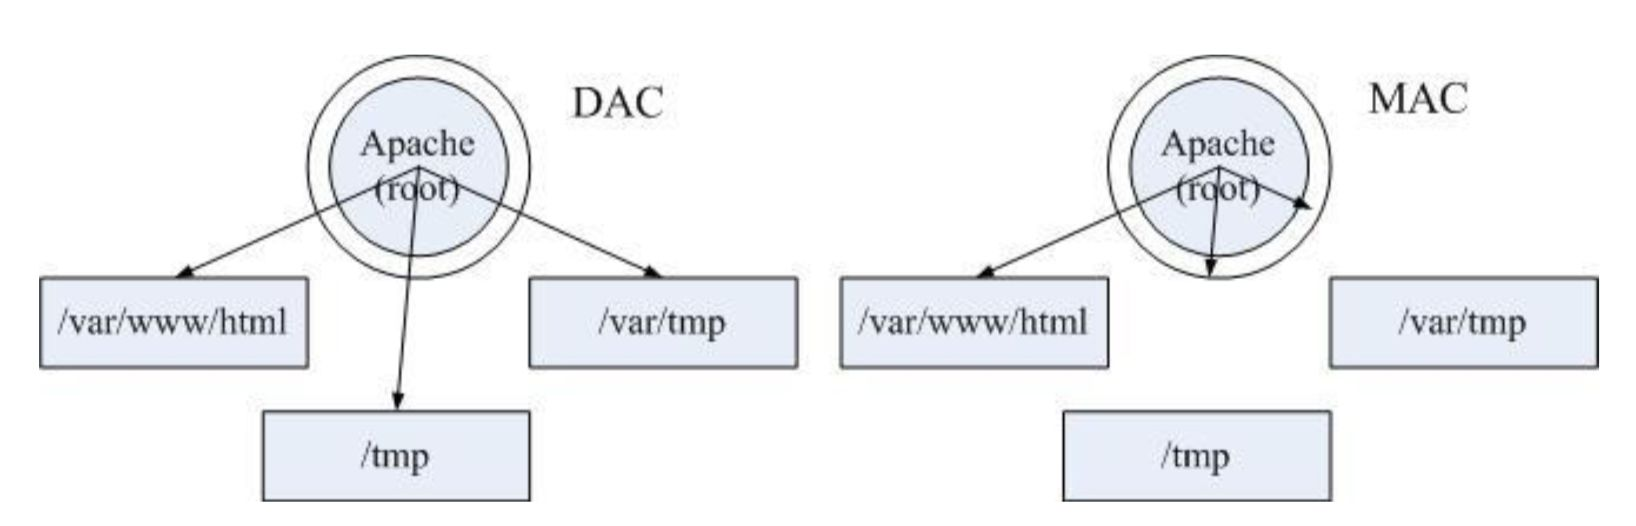 DAC
Apache
(root)
/var/www/html
/var/tmp
/tmp
MAC
Apache
(root)
/var/www/html
/var/tmp
/tmp